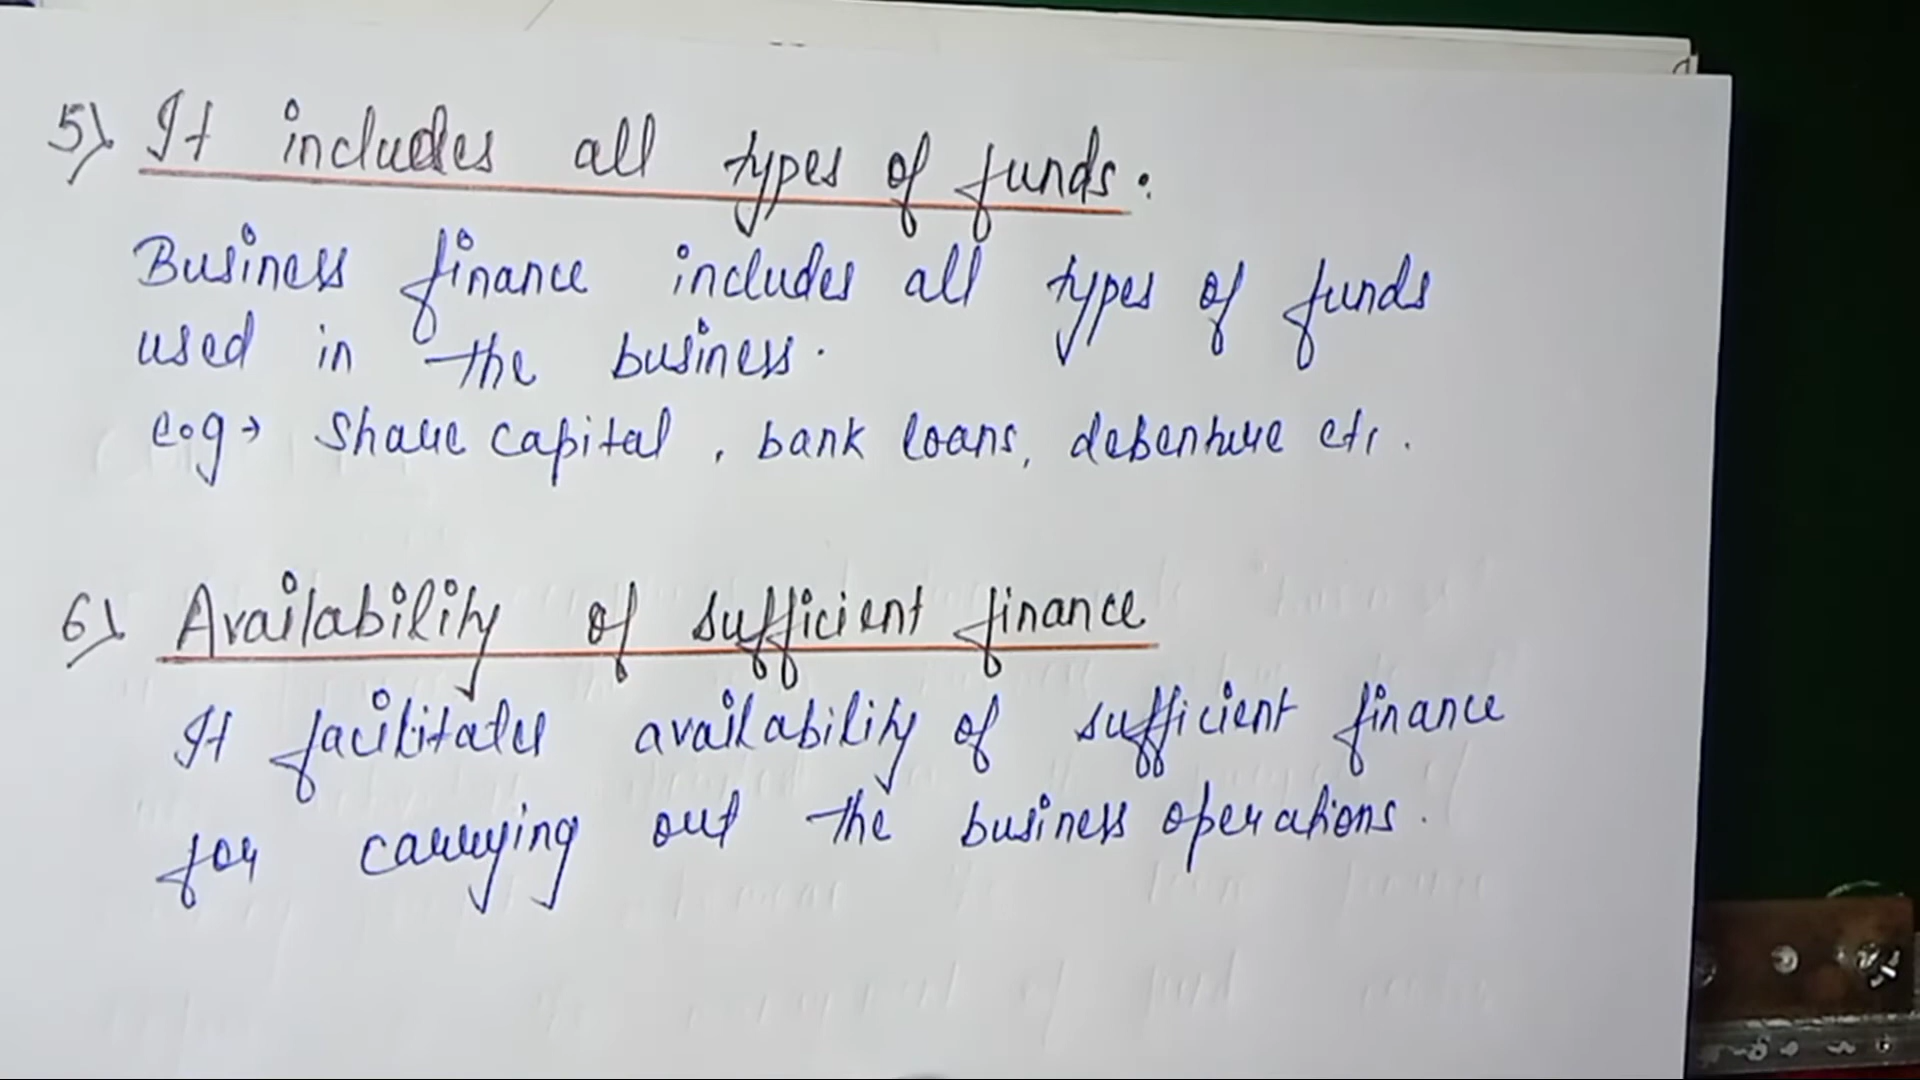 5) It includes all types of funds.
Business finance includes all types of funds
used in the business.
e.g → Share capital, bank loans, debenture etc.
6) Availability of sufficient finance
It facilitates availability of sufficient finance
for carrying out the business operations.